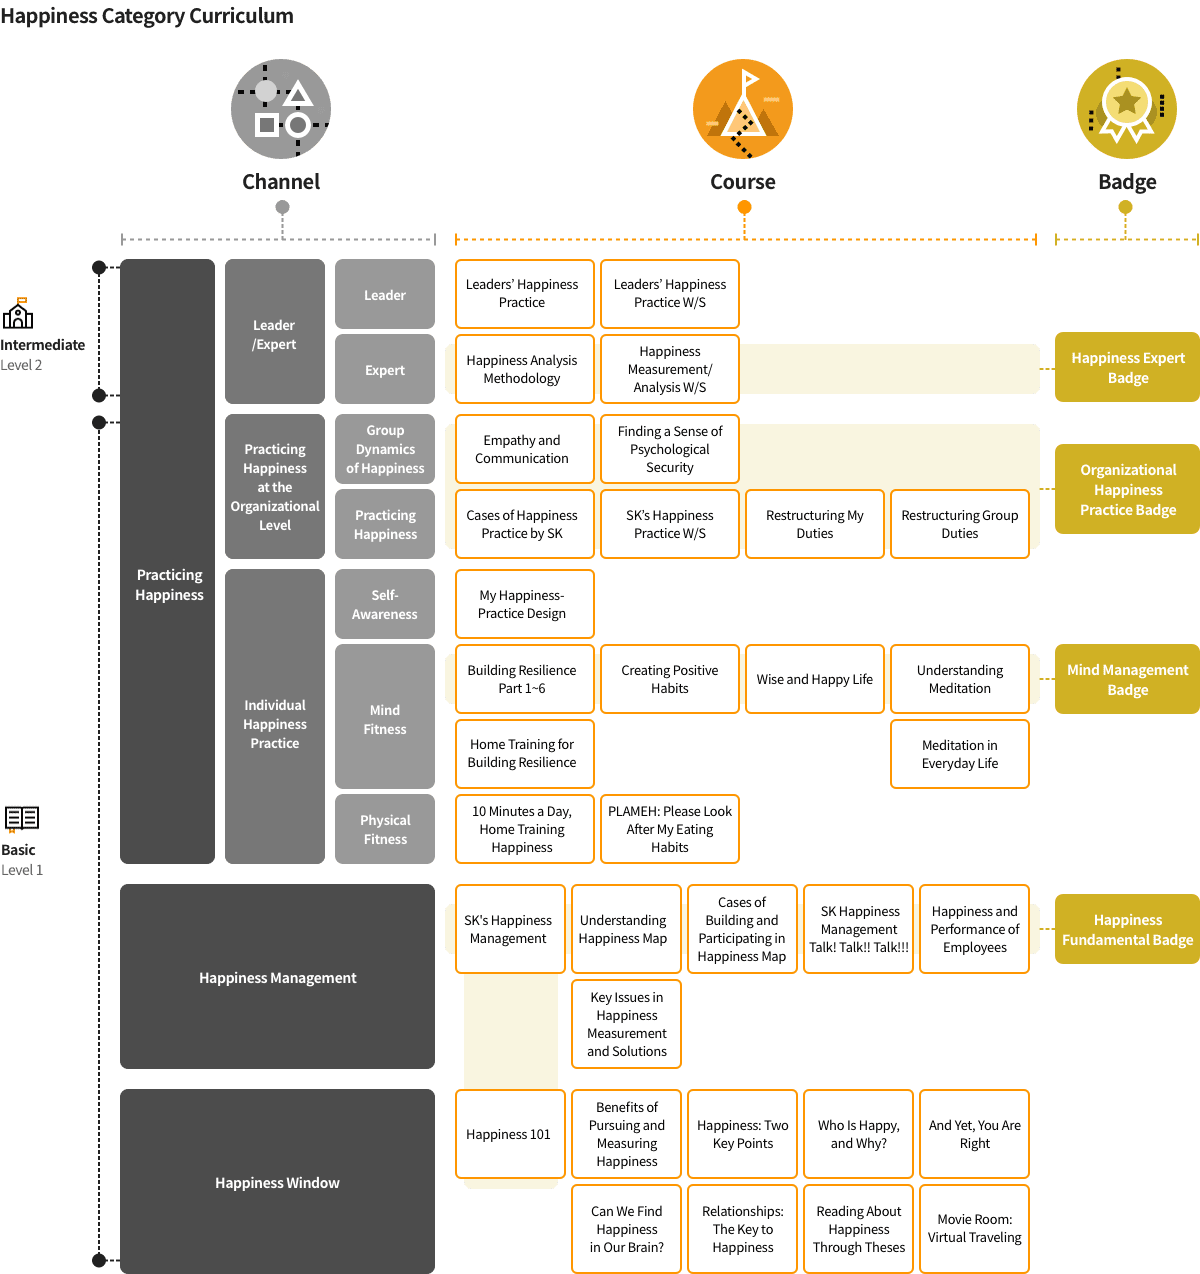 Happiness Category Curriculum
Channel
Course
Badge
Intermediate
Level 2
Basic
Level 1
Practicing
Happiness
Leader
/Expert
Leader
Leaders’ Happiness
Practice
Leaders’ Happiness
Practice W/S
Expert
Happiness Analysis
Methodology
Happiness
Measurement/
Analysis W/S
Happiness Expert
Badge
Practicing
Happiness
at the
Organizational
Level
Group
Dynamics
of Happiness
Empathy and
Communication
Finding a Sense of
Psychological
Security
Practicing
Happiness
Cases of Happiness
Practice by SK
SK’s Happiness
Practice W/S
Restructuring My
Duties
Restructuring Group
Duties
Organizational
Happiness
Practice Badge
Individual
Happiness
Practice
Self-
Awareness
My Happiness-
Practice Design
Mind
Fitness
Building Resilience
Part 1~6
Creating Positive
Habits
Wise and Happy Life
Understanding
Meditation
Mind Management
Badge
Home Training for
Building Resilience
Meditation in
Everyday Life
Physical
Fitness
10 Minutes a Day,
Home Training
Happiness
PLAMEH: Please Look
After My Eating
Habits
Happiness Management
SK's Happiness
Management
Understanding
Happiness Map
Cases of
Building and
Participating in
Happiness Map
SK Happiness
Management
Talk! Talk!! Talk!!!
Happiness and
Performance of
Employees
Happiness
Fundamental Badge
Key Issues in
Happiness
Measurement
and Solutions
Happiness Window
Happiness 101
Benefits of
Pursuing and
Measuring
Happiness
Happiness: Two
Key Points
Who Is Happy,
and Why?
And Yet, You Are
Right
Can We Find
Happiness
in Our Brain?
Relationships:
The Key to
Happiness
Reading About
Happiness
Through Theses
Movie Room:
Virtual Traveling